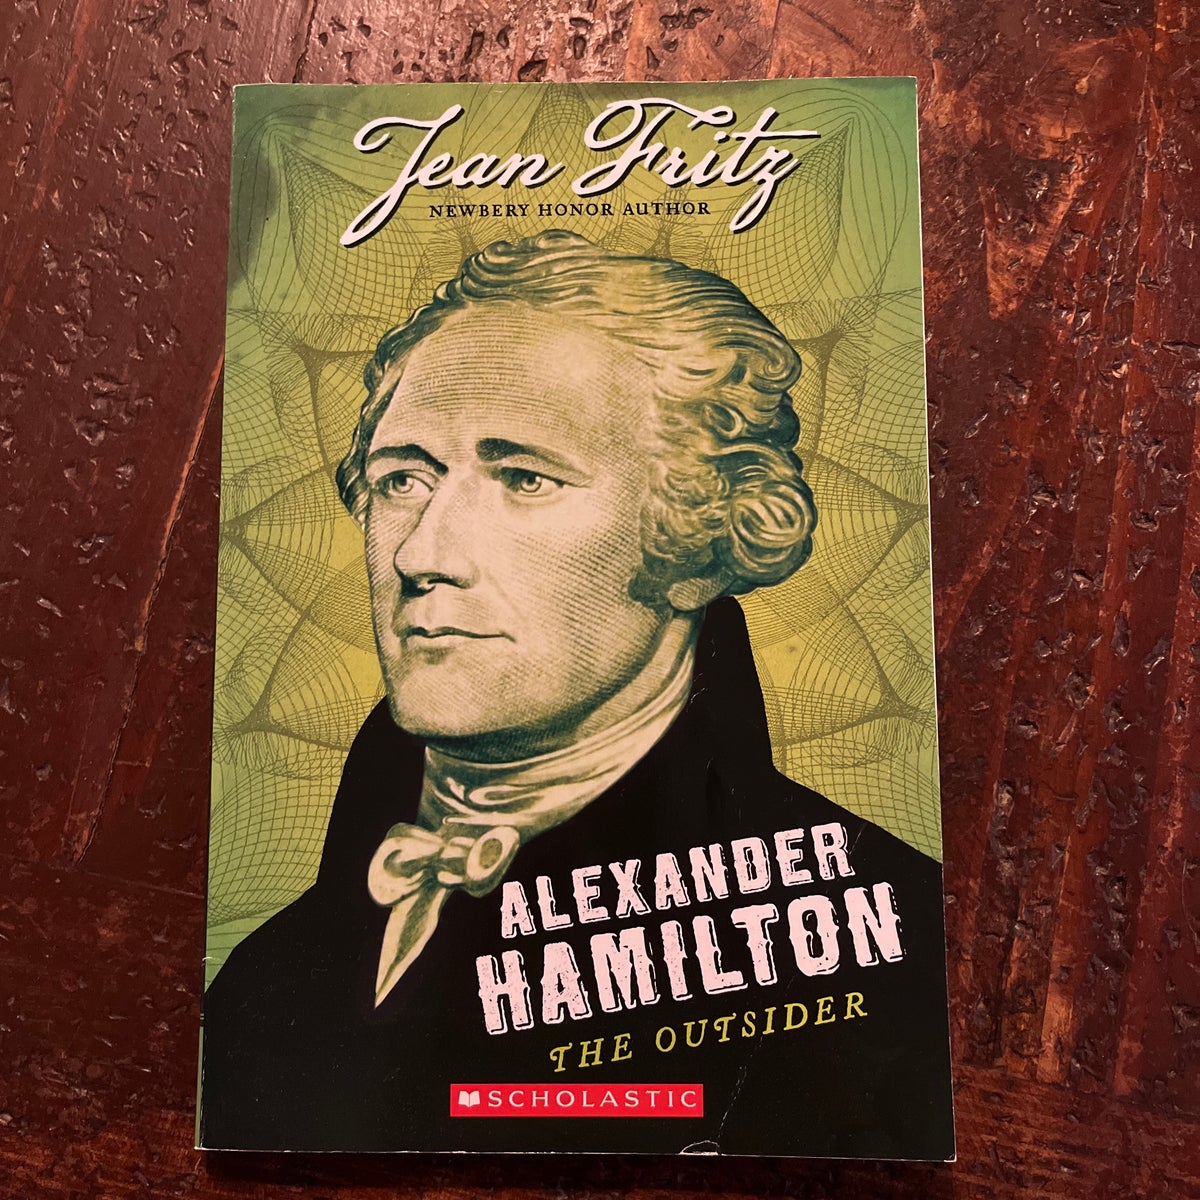 Jean Fritz
NEWBERY HONOR AUTHOR
ALEXANDER
HAMILTON
THE OUTSIDER
SCHOLASTIC